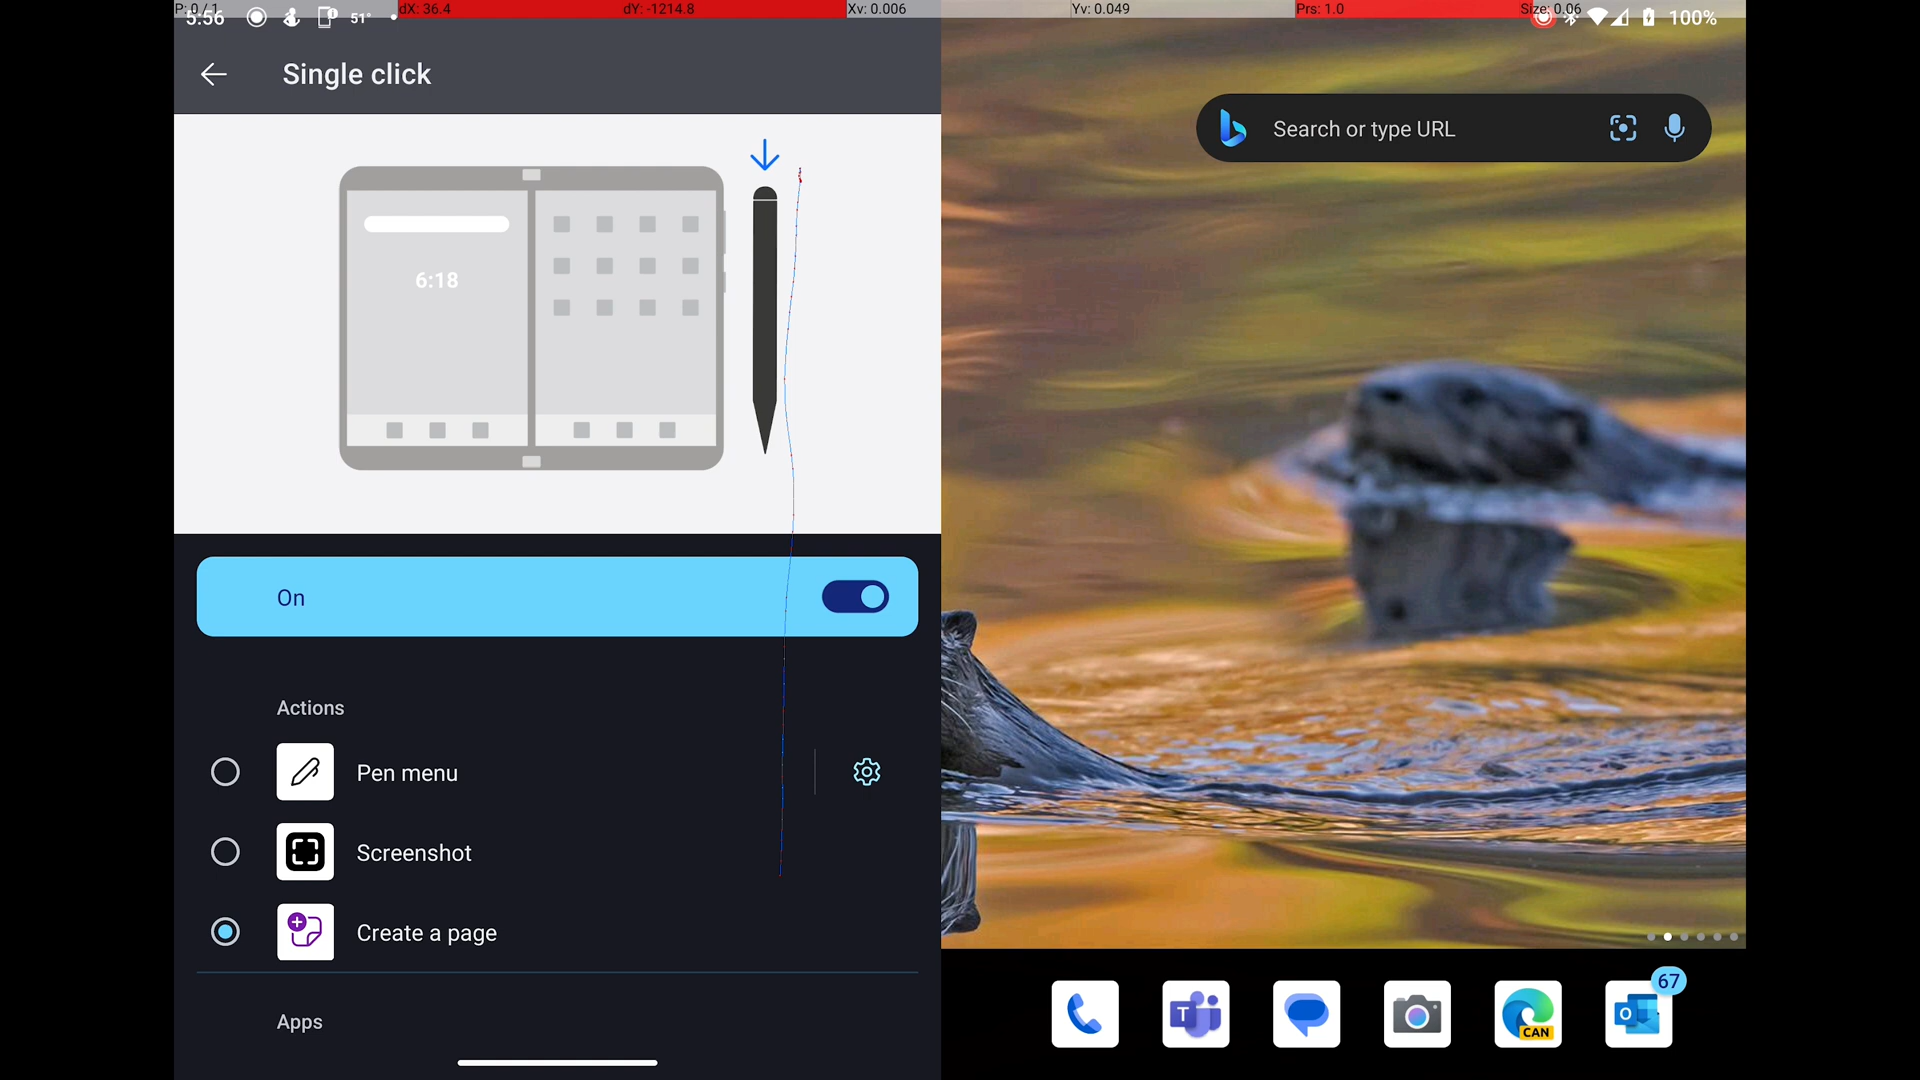 P: 0 / 1 dX: 36.4 dY: -1214.8 Xv: 0.006 Yv: 0.049 Prs: 1.0 Size: 0.06
5:56 51° 100%
Single click
Search or type URL
6:18
On
Actions
Pen menu
Screenshot
Create a page
Apps
67
T
O
CAN